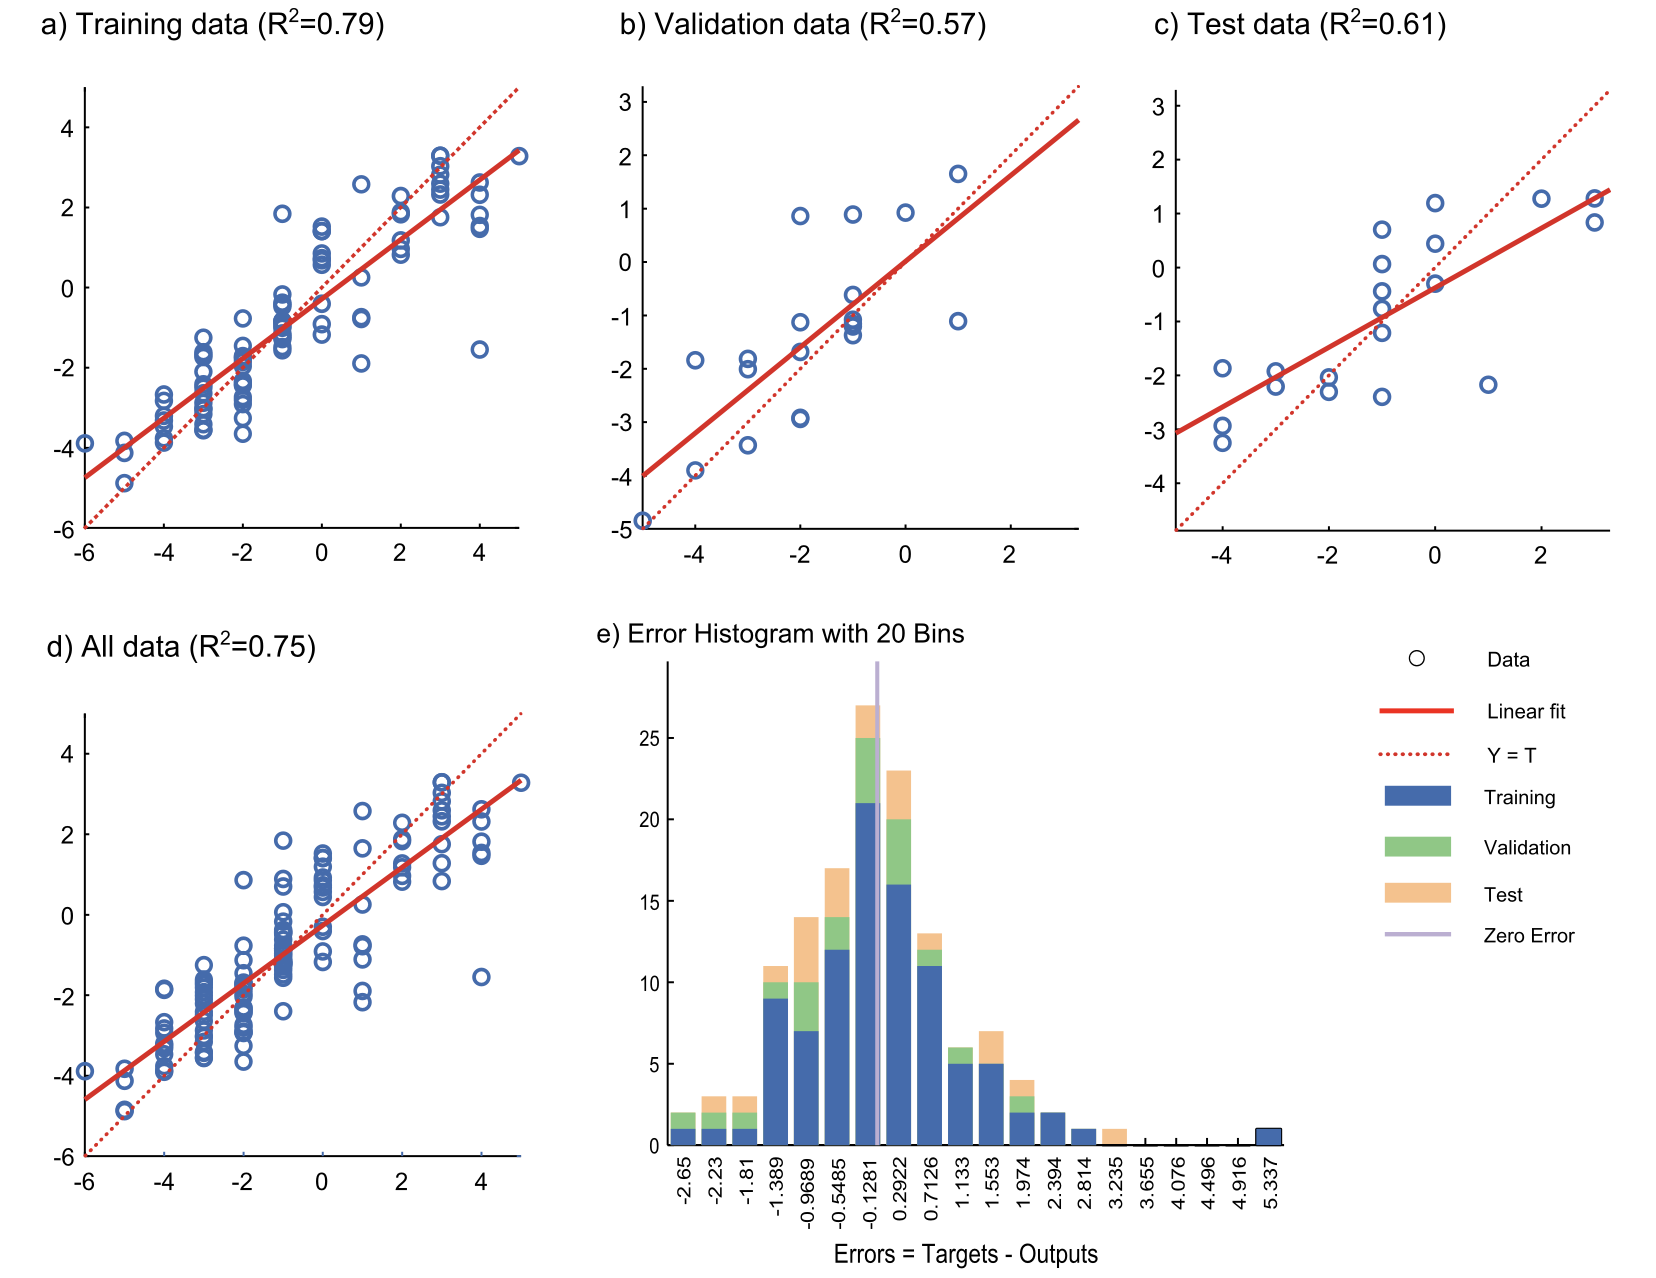 a) Training data (R²=0.79)
4
2
0
-2
-4
-6
-6 -4 -2 0 2 4
b) Validation data (R²=0.57)
3
2
1
0
-1
-2
-3
-4
-5
-4 -2 0 2
c) Test data (R²=0.61)
3
2
1
0
-1
-2
-3
-4
-4 -2 0 2
d) All data (R²=0.75)
4
2
0
-2
-4
-6
-6 -4 -2 0 2 4
e) Error Histogram with 20 Bins
25
20
15
10
5
0
-2.65 -2.23 -1.81 -1.389 -0.9689 -0.5485 -0.1281 0.2922 0.7126 1.133 1.553 1.974 2.394 2.814 3.235 3.655 4.076 4.496 4.916 5.337
Errors = Targets - Outputs
Data
Linear fit
Y = T
Training
Validation
Test
Zero Error